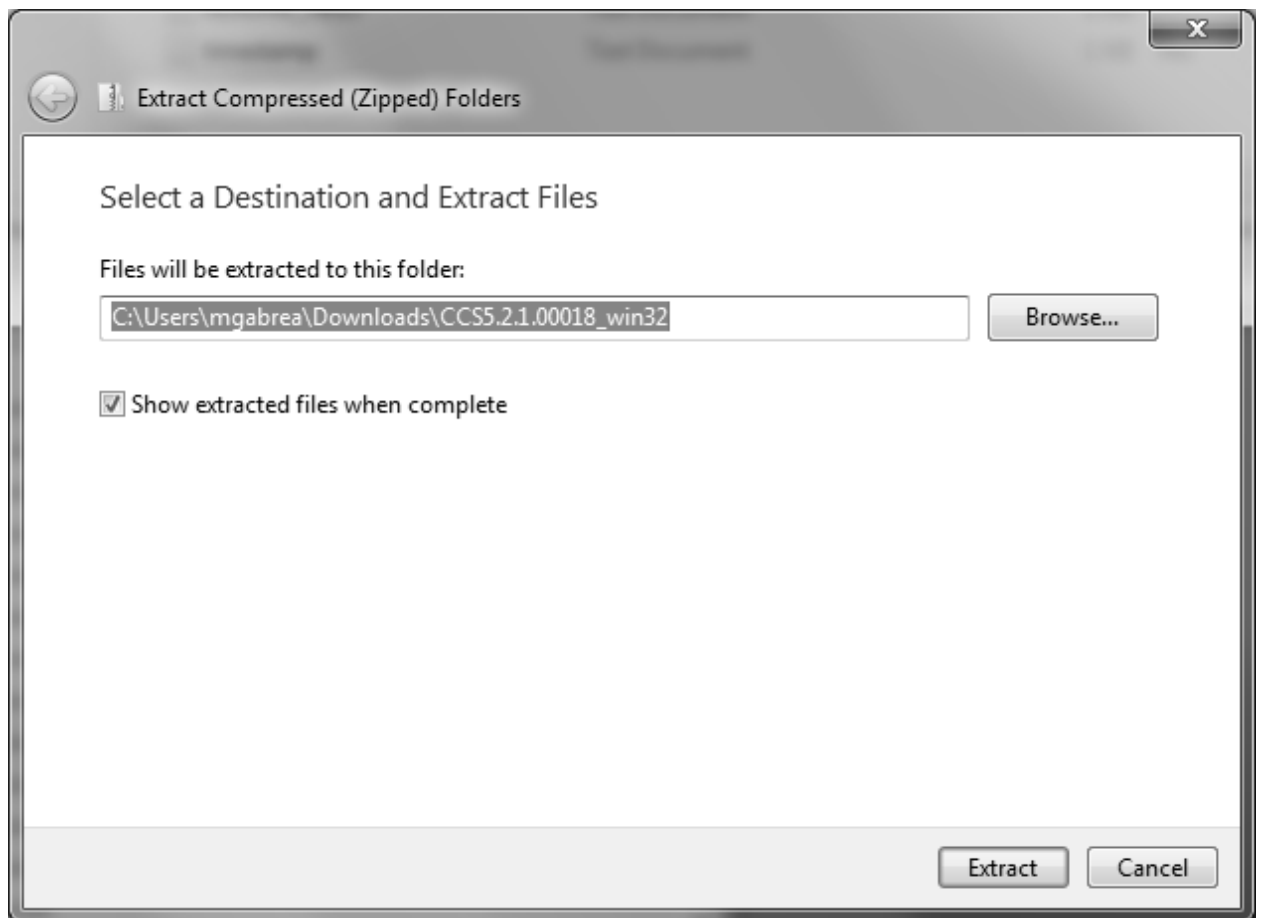 X
Extract Compressed (Zipped) Folders
Select a Destination and Extract Files
Files will be extracted to this folder:
C:\Users\mgabrea\Downloads\CCS5.2.1.00018_win32
Browse...
Show extracted files when complete
Extract
Cancel